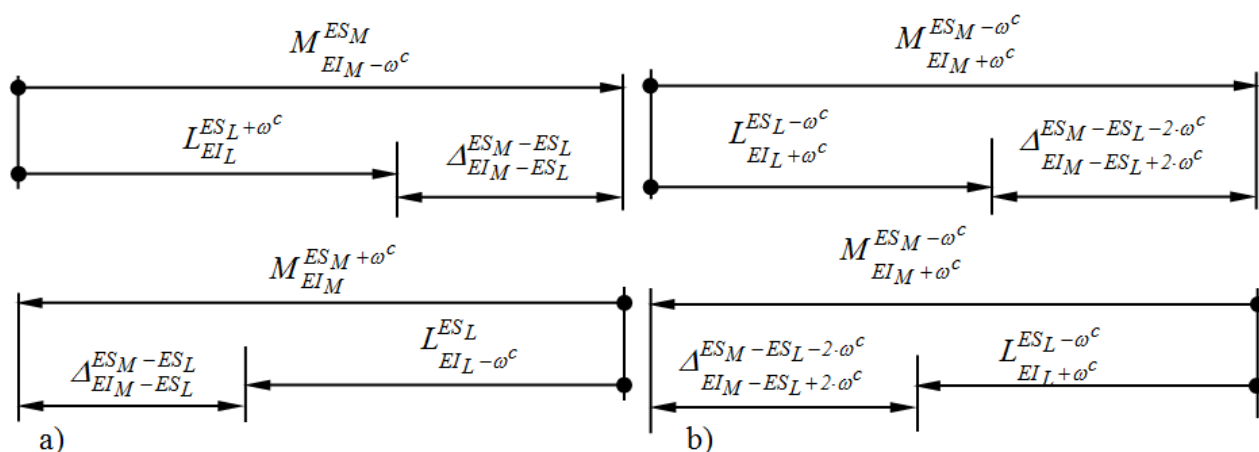 M^{ES_M}_{EI_M-ω^c}
L^{ES_L+ω^c}_{EI_L}
Δ^{ES_M-ES_L}_{EI_M-ES_L}
M^{ES_M-ω^c}_{EI_M+ω^c}
L^{ES_L-ω^c}_{EI_L+ω^c}
Δ^{ES_M-ES_L-2·ω^c}_{EI_M-ES_L+2·ω^c}
M^{ES_M+ω^c}_{EI_M}
L^{ES_L}_{EI_L-ω^c}
Δ^{ES_M-ES_L}_{EI_M-ES_L}
a)
M^{ES_M-ω^c}_{EI_M+ω^c}
L^{ES_L-ω^c}_{EI_L+ω^c}
Δ^{ES_M-ES_L-2·ω^c}_{EI_M-ES_L+2·ω^c}
b)